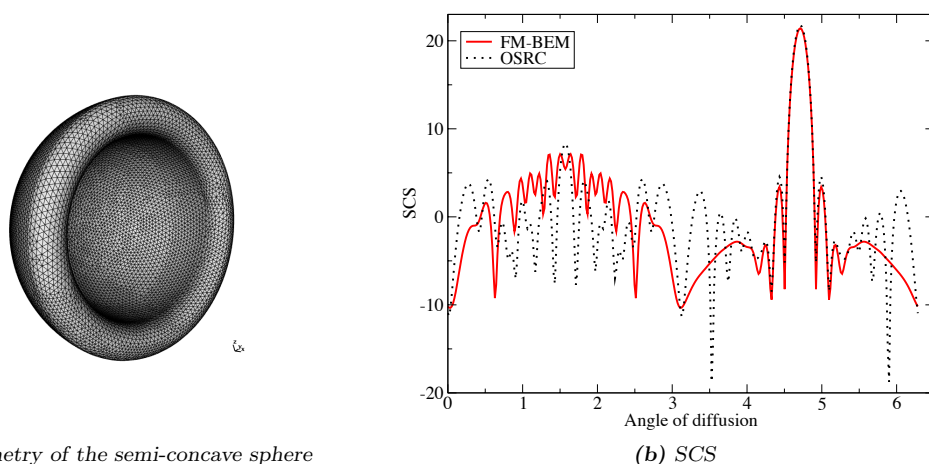 FM-BEM
OSRC
SCS
20
10
0
-10
-20
0 1 2 3 4 5 6
Angle of diffusion
netry of the semi-concave sphere
(b) SCS